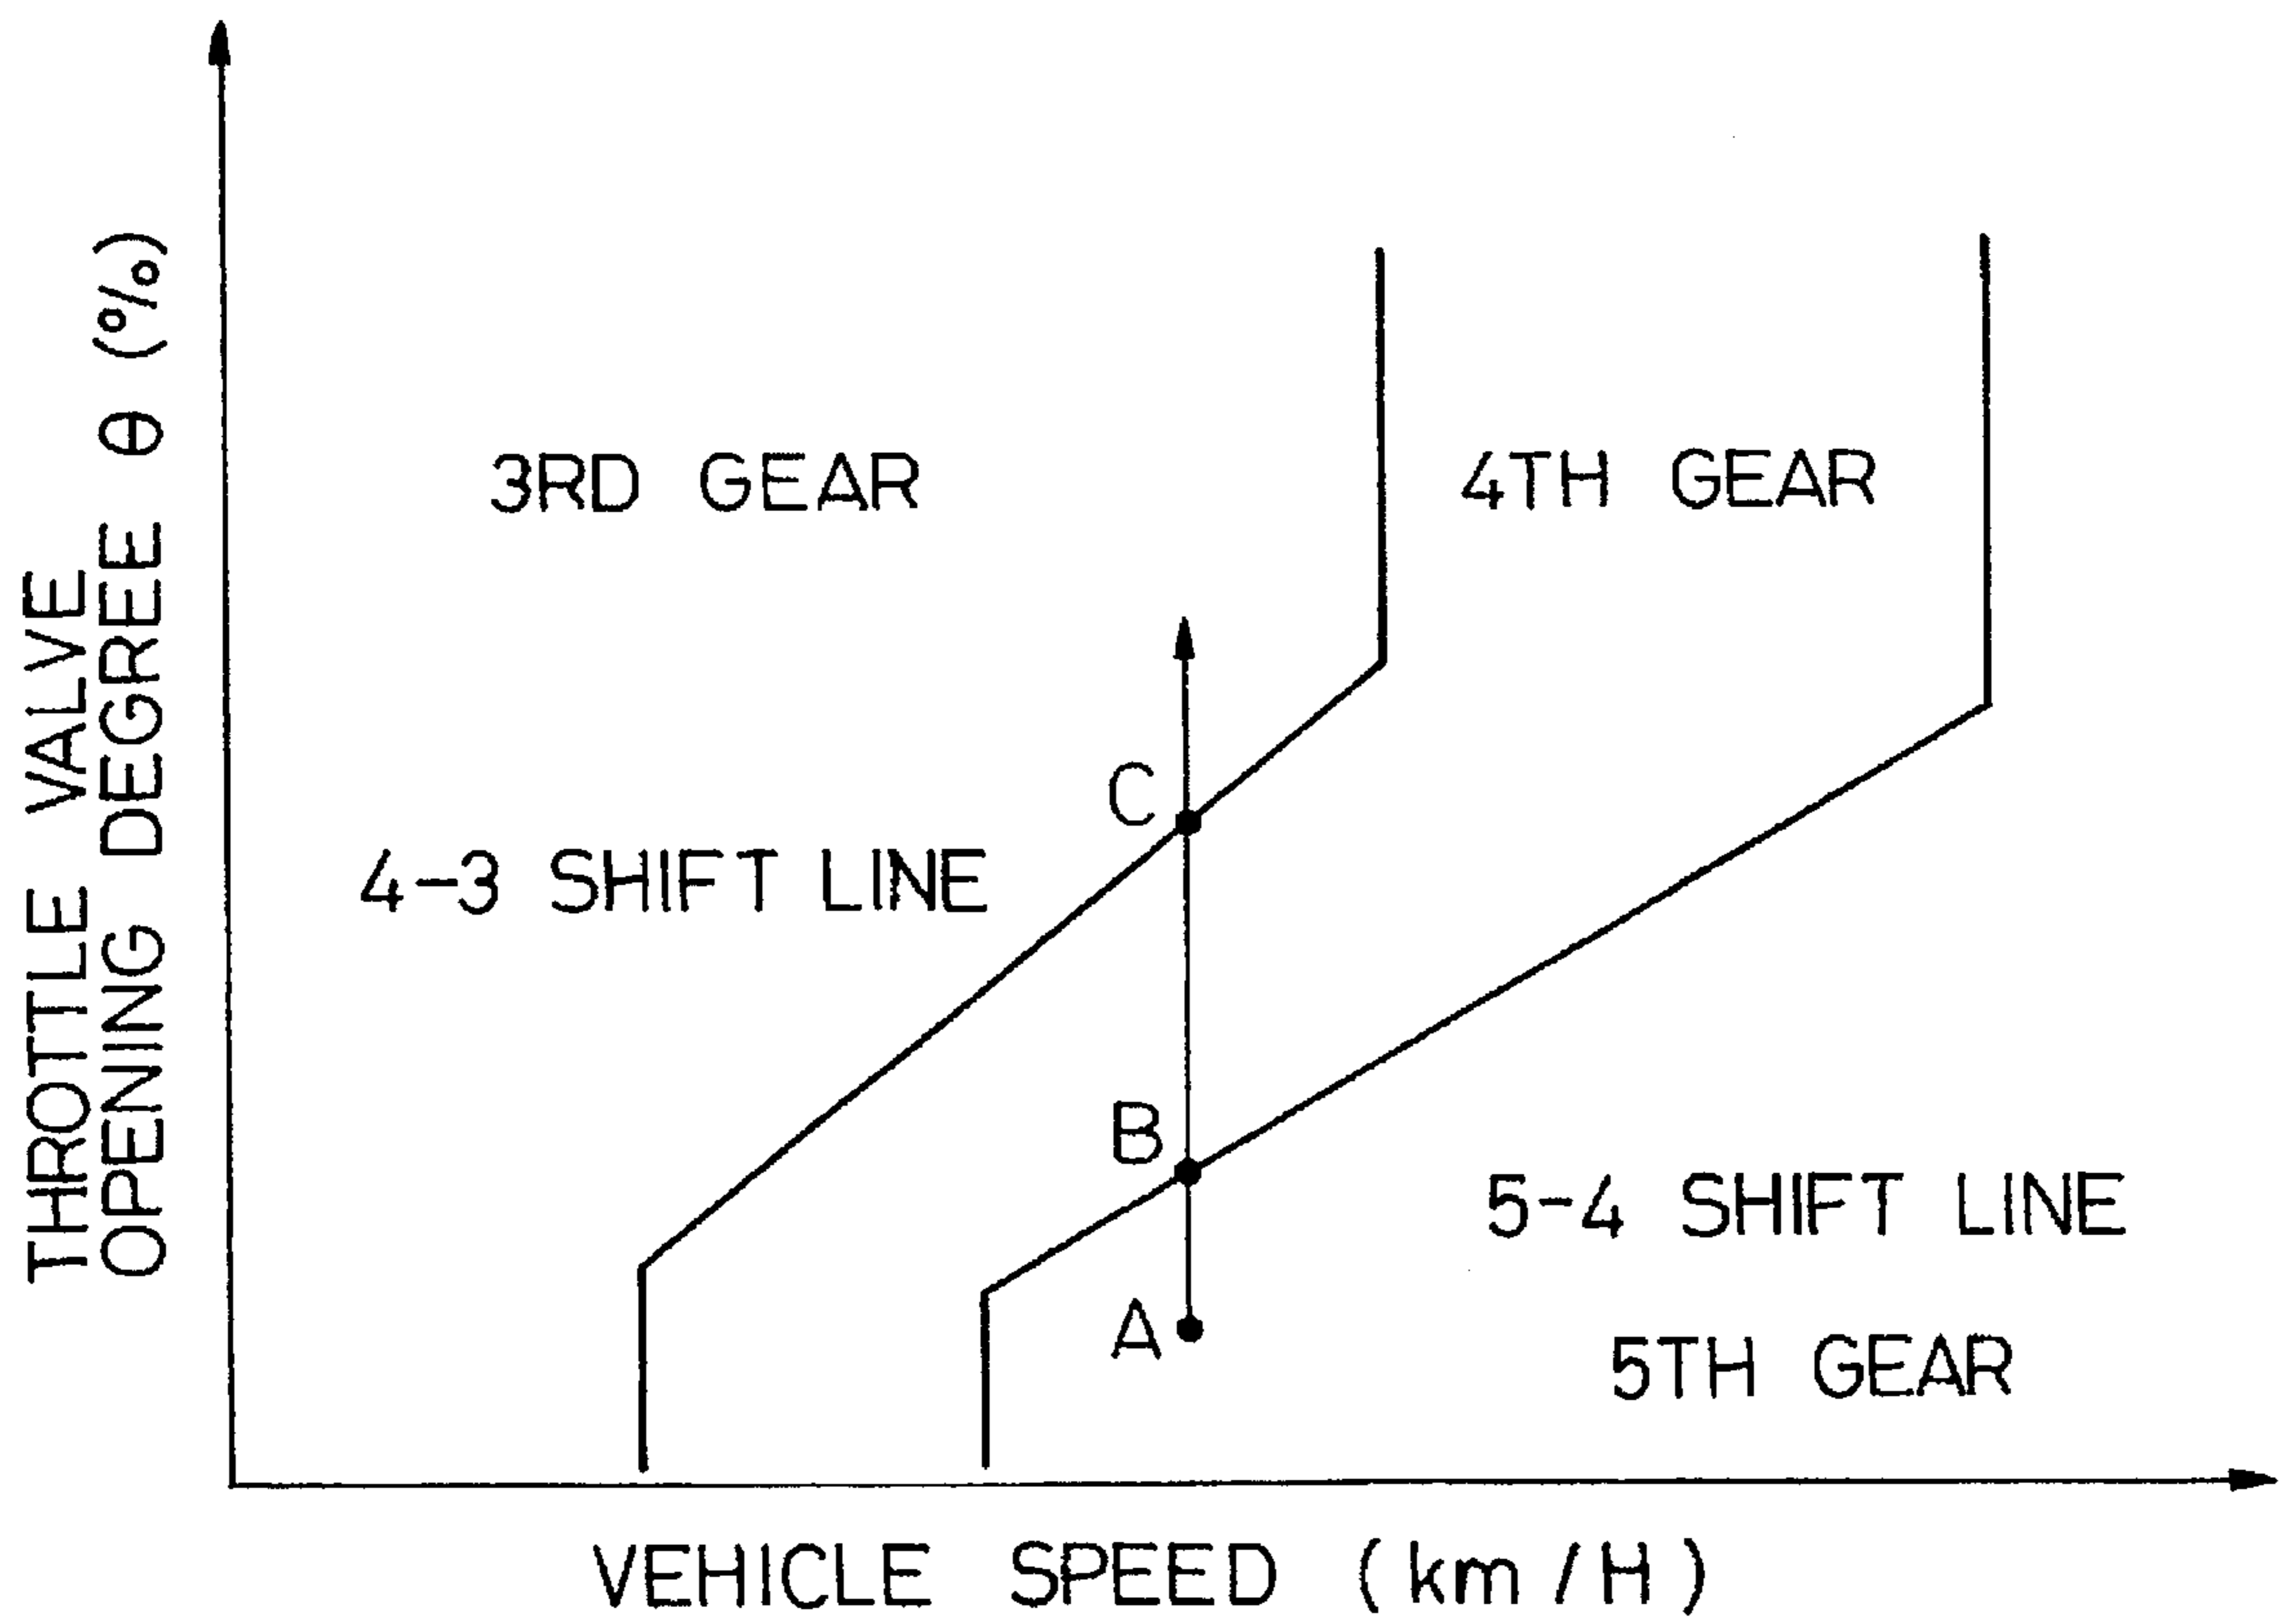 THROTTLE VALVE
OPENING DEGREE θ (%)
3RD GEAR
4TH GEAR
C
4-3 SHIFT LINE
B
5-4 SHIFT LINE
A
5TH GEAR
VEHICLE SPEED (km/H)